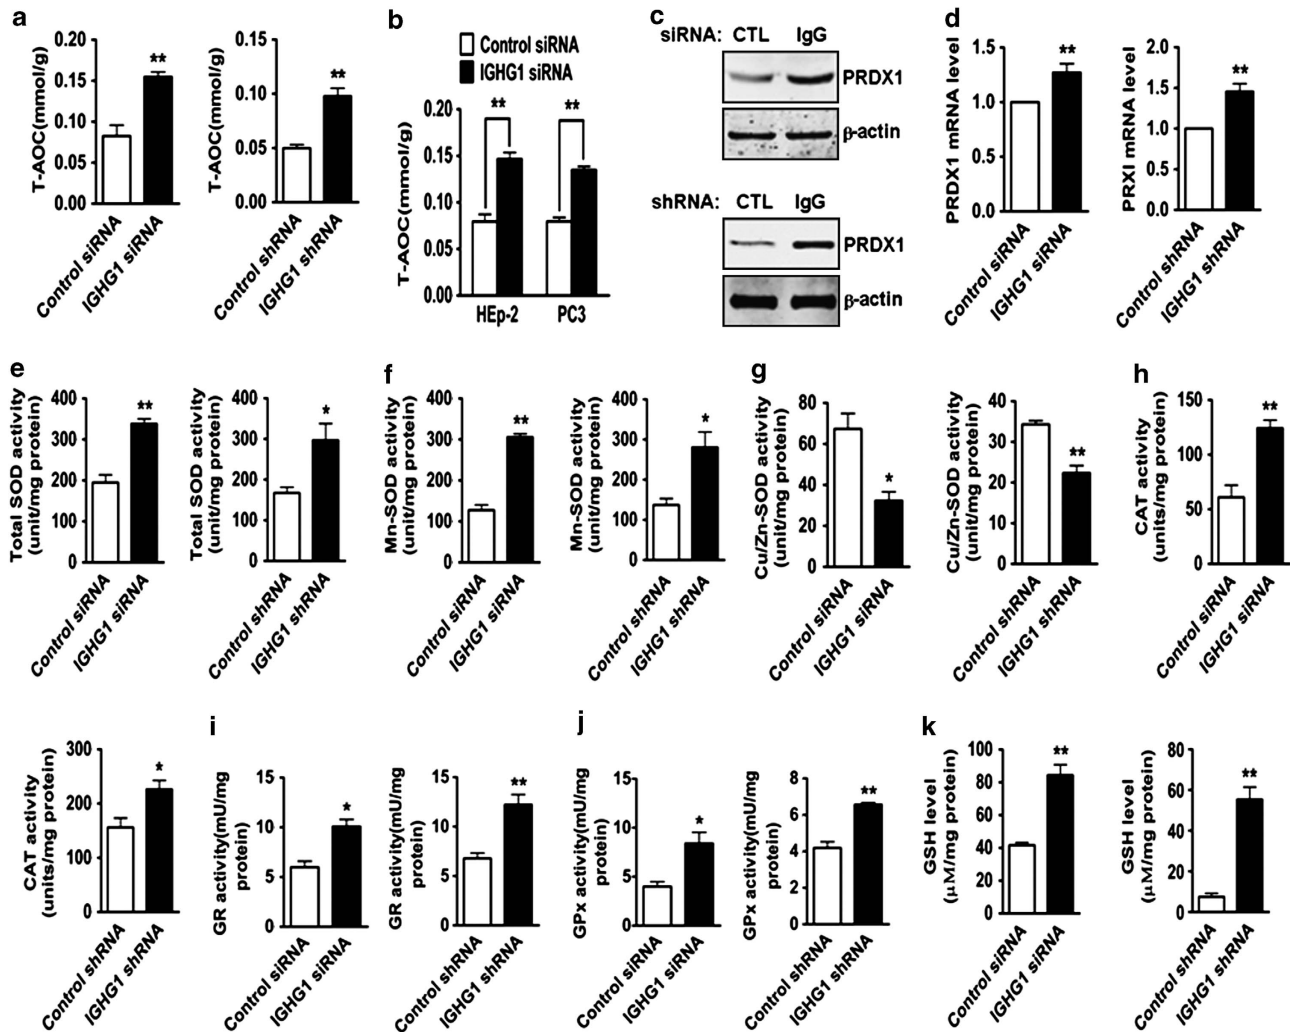 a
T-AOC(mmol/g)
0.20
0.15
0.10
0.05
0.00
**
Control siRNA
IGHG1 siRNA
T-AOC(mmol/g)
0.15
0.10
0.05
0.00
**
Control shRNA
IGHG1 shRNA
b
Control siRNA
IGHG1 siRNA
T-AOC(mmol/g)
0.20
0.15
0.10
0.05
0.00
**
**
HEp-2
PC3
c
siRNA: CTL IgG
PRDX1
β-actin
shRNA: CTL IgG
PRDX1
β-actin
d
PRDX1 mRNA level
1.5
1.0
0.5
0.0
**
Control siRNA
IGHG1 siRNA
PRXI mRNA level
2.0
1.5
1.0
0.5
0.0
**
Control shRNA
IGHG1 shRNA
e
Total SOD activity
(unit/mg protein)
400
300
200
100
0
**
Control siRNA
IGHG1 siRNA
Total SOD activity
(unit/mg protein)
400
300
200
100
0
*
Control shRNA
IGHG1 shRNA
f
Mn-SOD activity
(unit/mg protein)
400
300
200
100
0
**
Control siRNA
IGHG1 siRNA
Mn-SOD activity
(unit/mg protein)
400
300
200
100
0
*
Control shRNA
IGHG1 shRNA
g
Cu/Zn-SOD activity
(unit/mg protein)
80
60
40
20
0
*
Control siRNA
IGHG1 siRNA
Cu/Zn-SOD activity
(unit/mg protein)
40
30
20
10
0
**
Control shRNA
IGHG1 shRNA
h
CAT activity
(units/mg protein)
150
100
50
0
**
Control siRNA
IGHG1 siRNA
CAT activity
(units/mg protein)
300
200
100
0
*
Control shRNA
IGHG1 shRNA
i
GR activity(mU/mg
protein)
15
10
5
0
*
Control siRNA
IGHG1 siRNA
GR activity(mU/mg
protein)
15
10
5
0
**
Control shRNA
IGHG1 shRNA
j
GPx activity(mU/mg
protein)
15
10
5
0
*
Control siRNA
IGHG1 siRNA
GPx activity(mU/mg
protein)
8
6
4
2
0
**
Control shRNA
IGHG1 shRNA
k
GSH level
(μM/mg protein)
100
80
60
40
20
0
**
Control siRNA
IGHG1 siRNA
GSH level
(μM/mg protein)
80
60
40
20
0
**
Control shRNA
IGHG1 shRNA